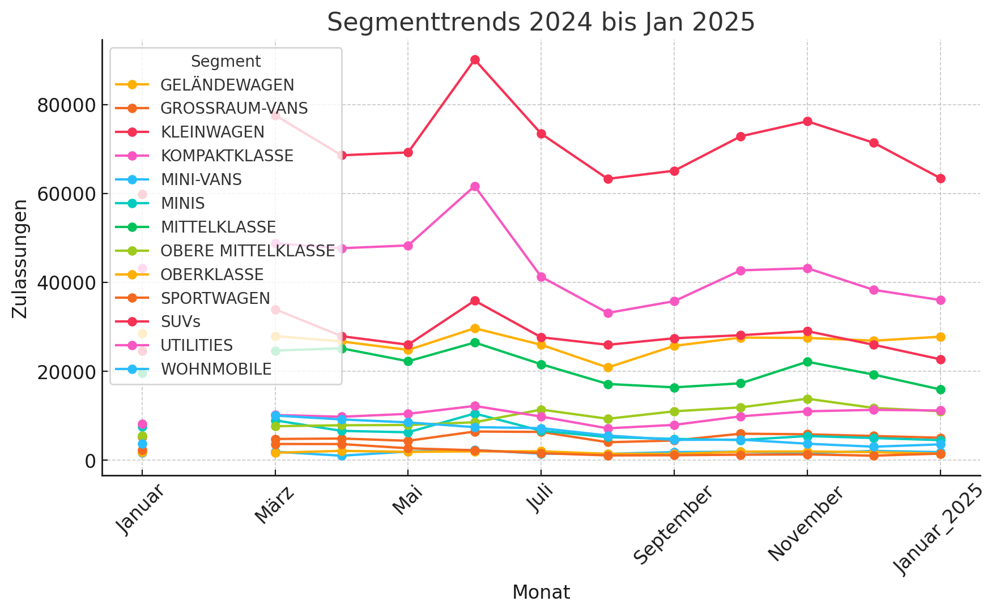 Segmenttrends 2024 bis Jan 2025
Segment
GELÄNDEWAGEN
GROSSRAUM-VANS
KLEINWAGEN
KOMPAKTKLASSE
MINI-VANS
MINIS
MITTELKLASSE
OBERE MITTELKLASSE
OBERKLASSE
SPORTWAGEN
SUVs
UTILITIES
WOHNMOBILE
Zulassungen
80000
60000
40000
20000
0
Januar
März
Mai
Juli
September
November
Januar_2025
Monat